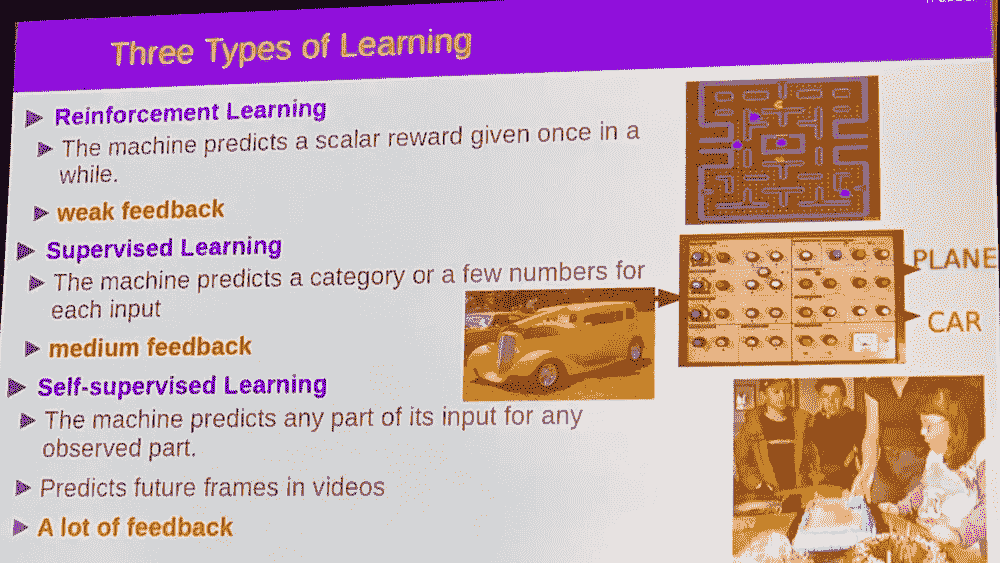 Three Types of Learning
Reinforcement Learning
The machine predicts a scalar reward given once in a
while.
weak feedback
Supervised Learning
The machine predicts a category or a few numbers for
each input
medium feedback
PLANE
CAR
Self-supervised Learning
The machine predicts any part of its input for any
observed part.
Predicts future frames in videos
A lot of feedback